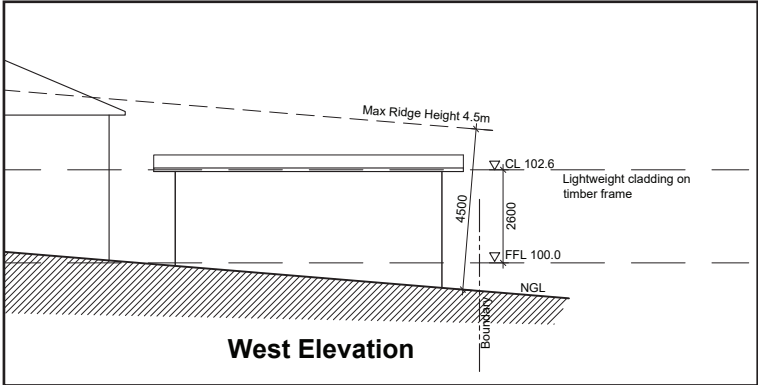 Max Ridge Height 4.5m
CL 102.6
Lightweight cladding on
timber frame
4500
2600
FFL 100.0
NGL
Boundary
West Elevation